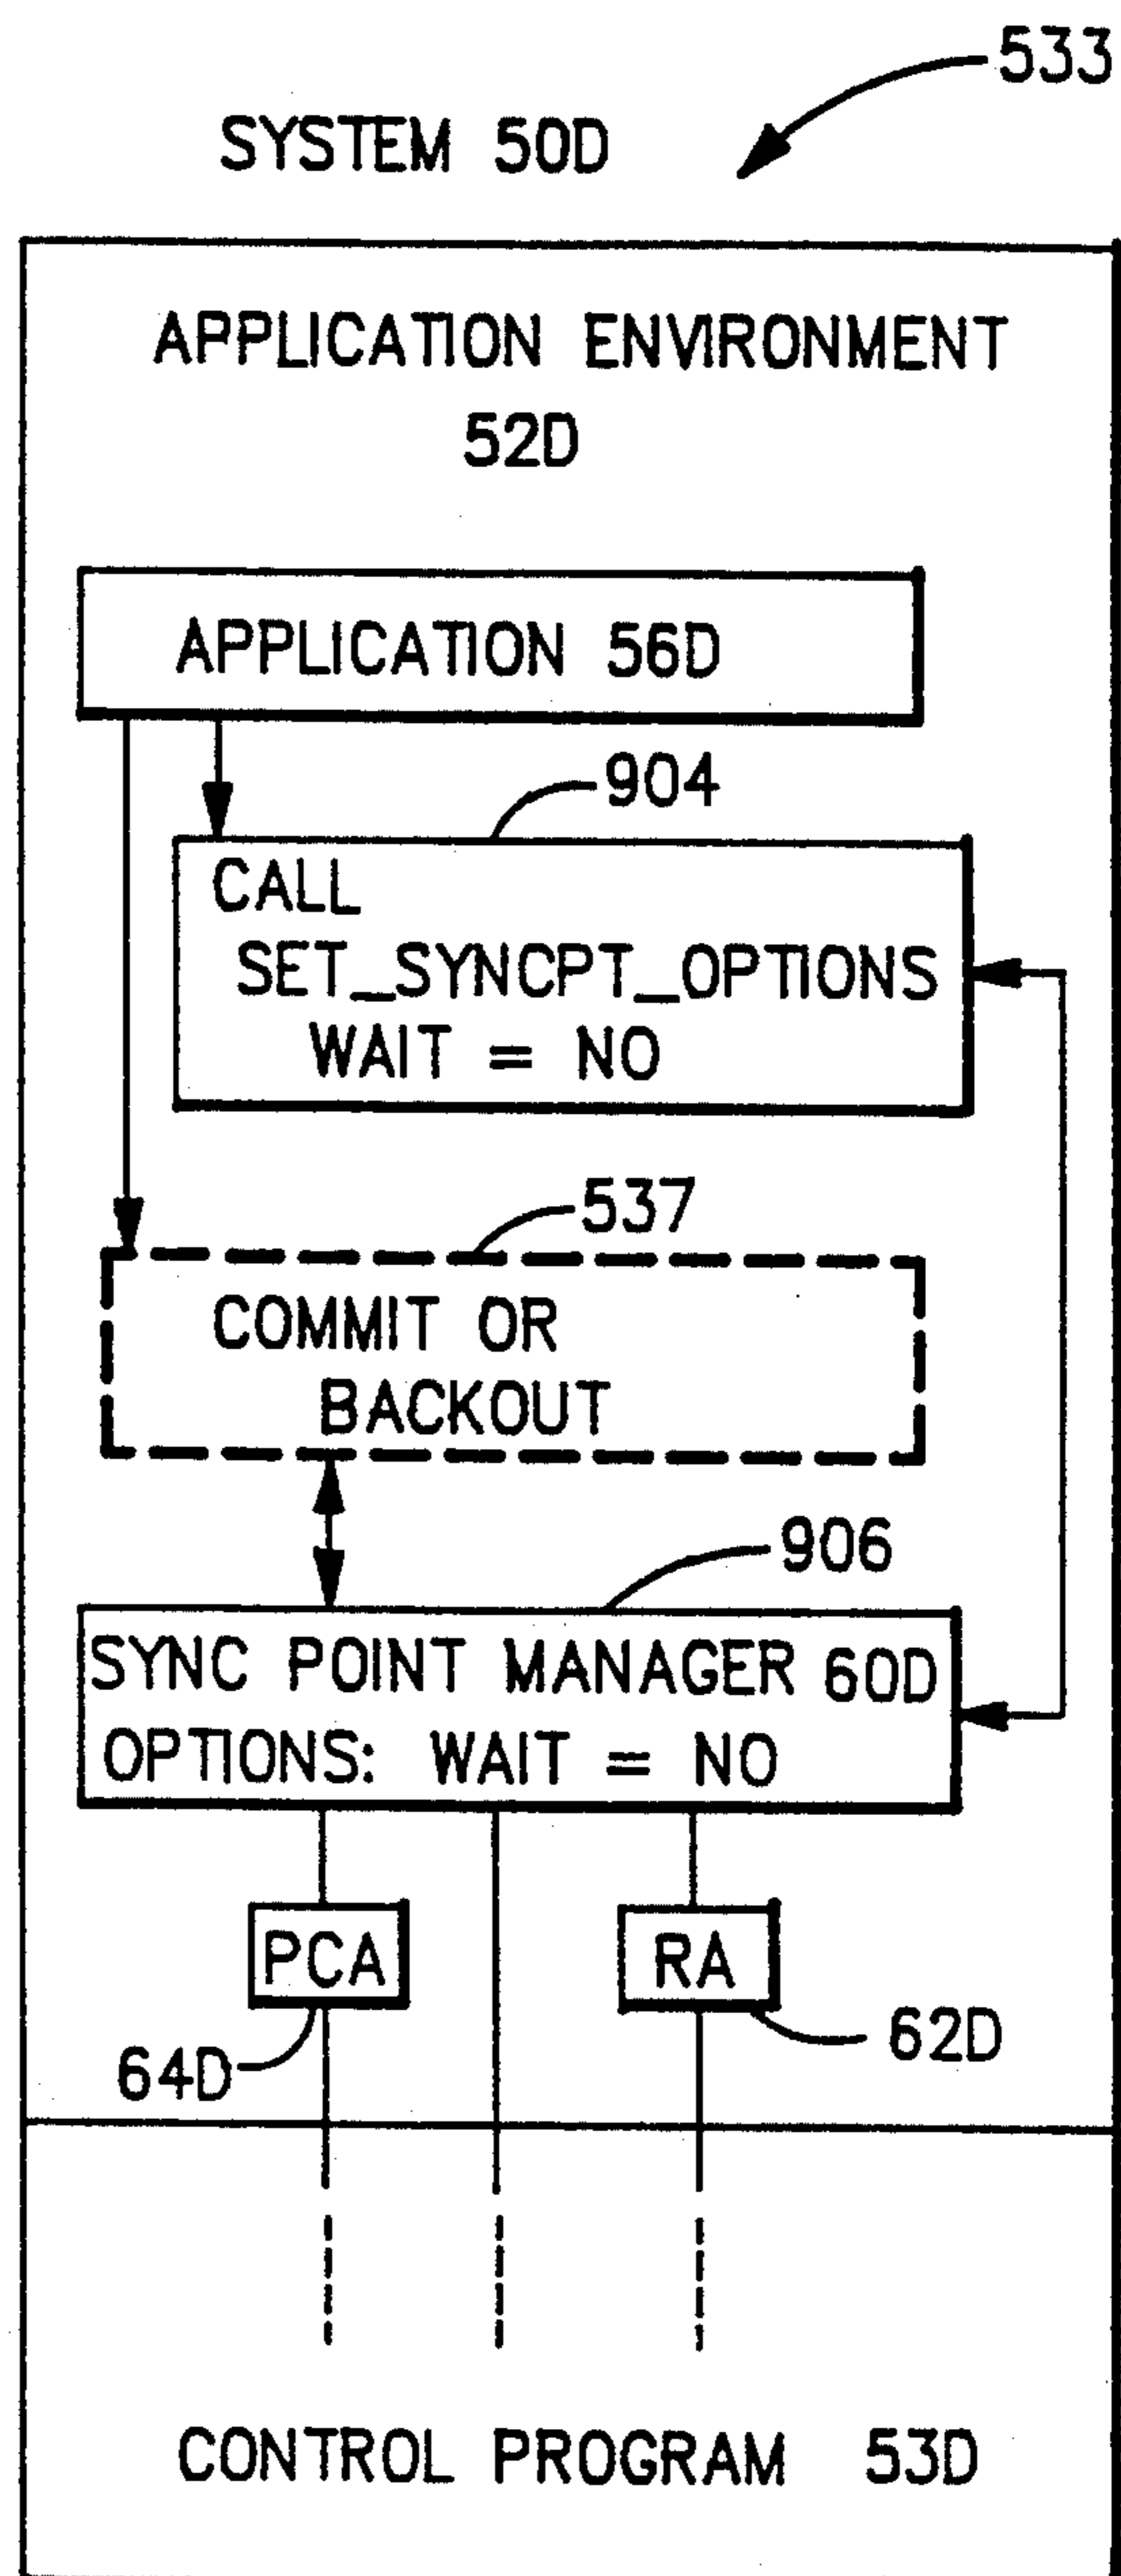 533
SYSTEM 50D
APPLICATION ENVIRONMENT
52D
APPLICATION 56D
904
CALL
SET_SYNCPT_OPTIONS
WAIT = NO
537
COMMIT OR
BACKOUT
906
SYNC POINT MANAGER 60D
OPTIONS: WAIT = NO
PCA
RA
64D
62D
CONTROL PROGRAM 53D